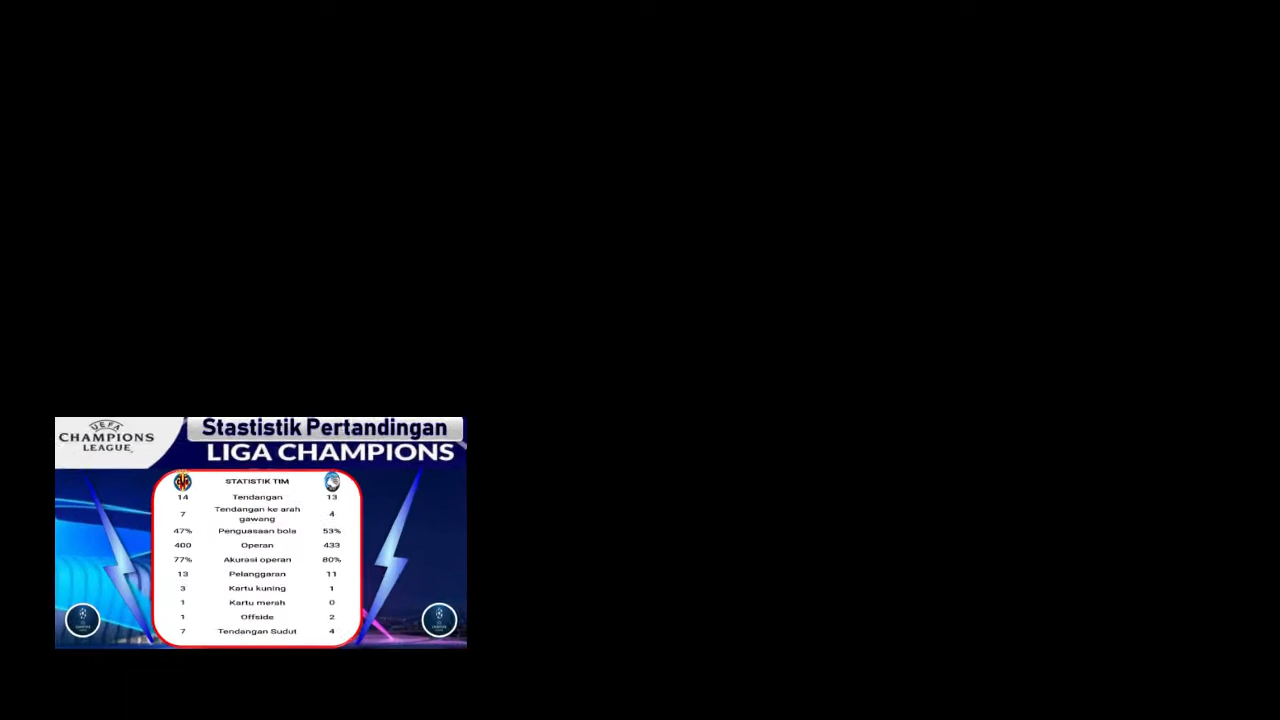 UEFA
CHAMPIONS
LEAGUE
Stastistik Pertandingan
LIGA CHAMPIONS
STATISTIK TIM
14 Tendangan 13
7 Tendangan ke arah gawang 4
47% Penguasaan bola 53%
400 Operan 433
77% Akurasi operan 80%
13 Pelanggaran 11
3 Kartu kuning 1
1 Kartu merah 0
1 Offside 2
7 Tendangan Sudut 4